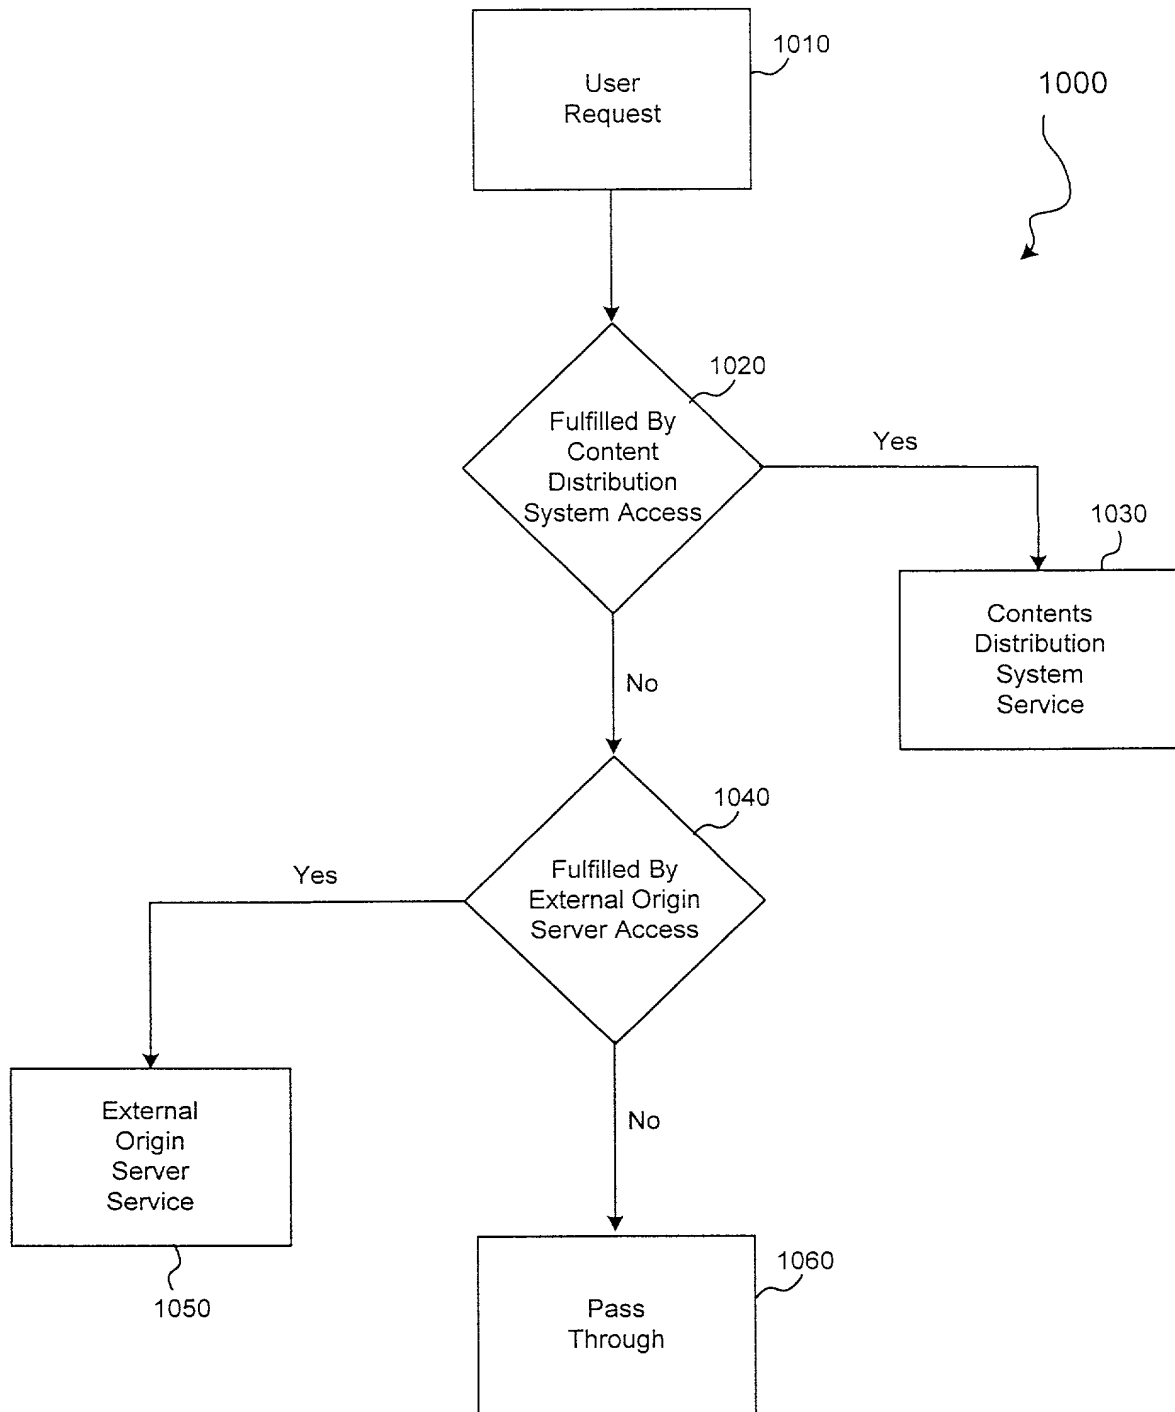 1010
User
Request
1000
1020
Fulfilled By
Content
Distribution
System Access
Yes
1030
Contents
Distribution
System
Service
No
1040
Fulfilled By
External Origin
Server Access
Yes
External
Origin
Server
Service
1050
No
1060
Pass
Through